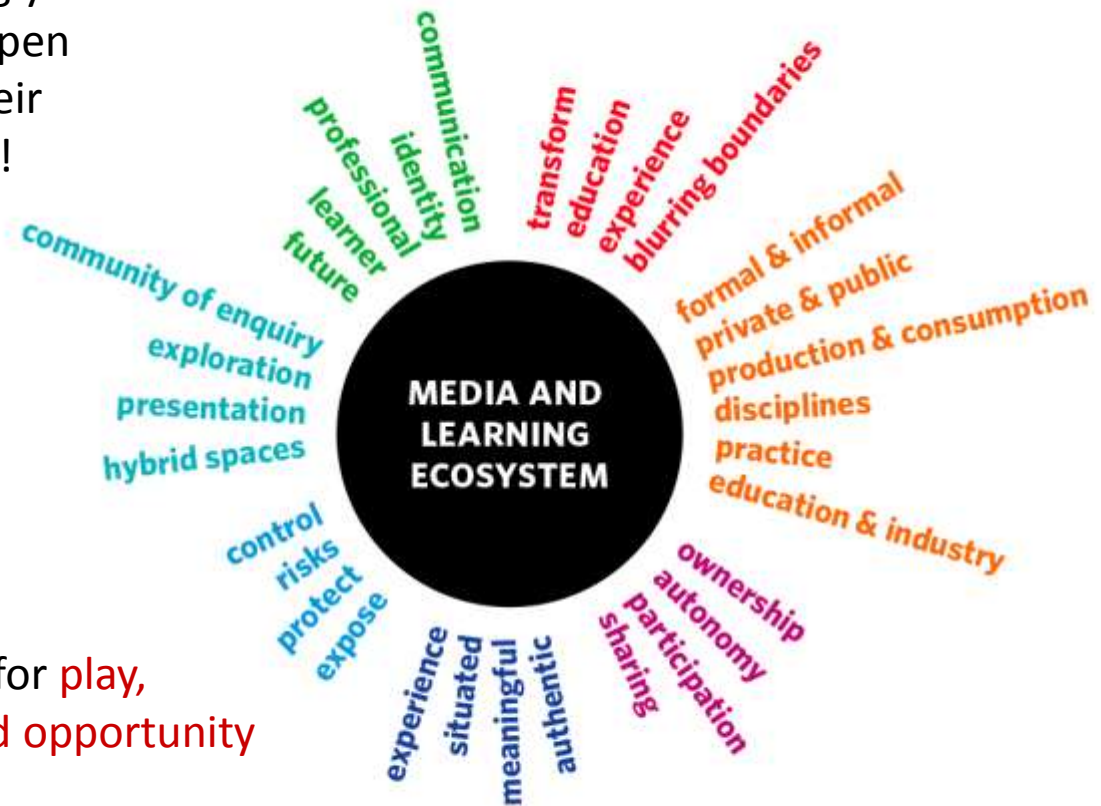 pen
eir
!
communication
identity
professional
learner
future
transform
education
experience
blurring boundaries
formal & informal
private & public
production & consumption
disciplines
practice
education & industry
ownership
autonomy
participation
sharing
authentic
meaningful
situated
experience
expose
protect
risks
control
hybrid spaces
presentation
exploration
community of enquiry
MEDIA AND
LEARNING
ECOSYSTEM
for play,
d opportunity